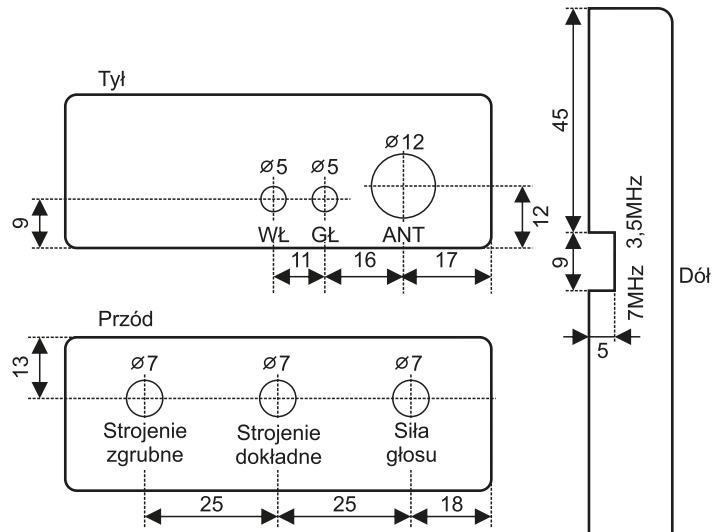 Tył
ø5 ø5 ø12
9
12
WŁ GŁ ANT
11 16 17
Przód
13
ø7 ø7 ø7
Strojenie
zgrubne
Strojenie
dokładne
Siła
głosu
25 25 18
45
9
5
7MHz 3,5MHz
Dół